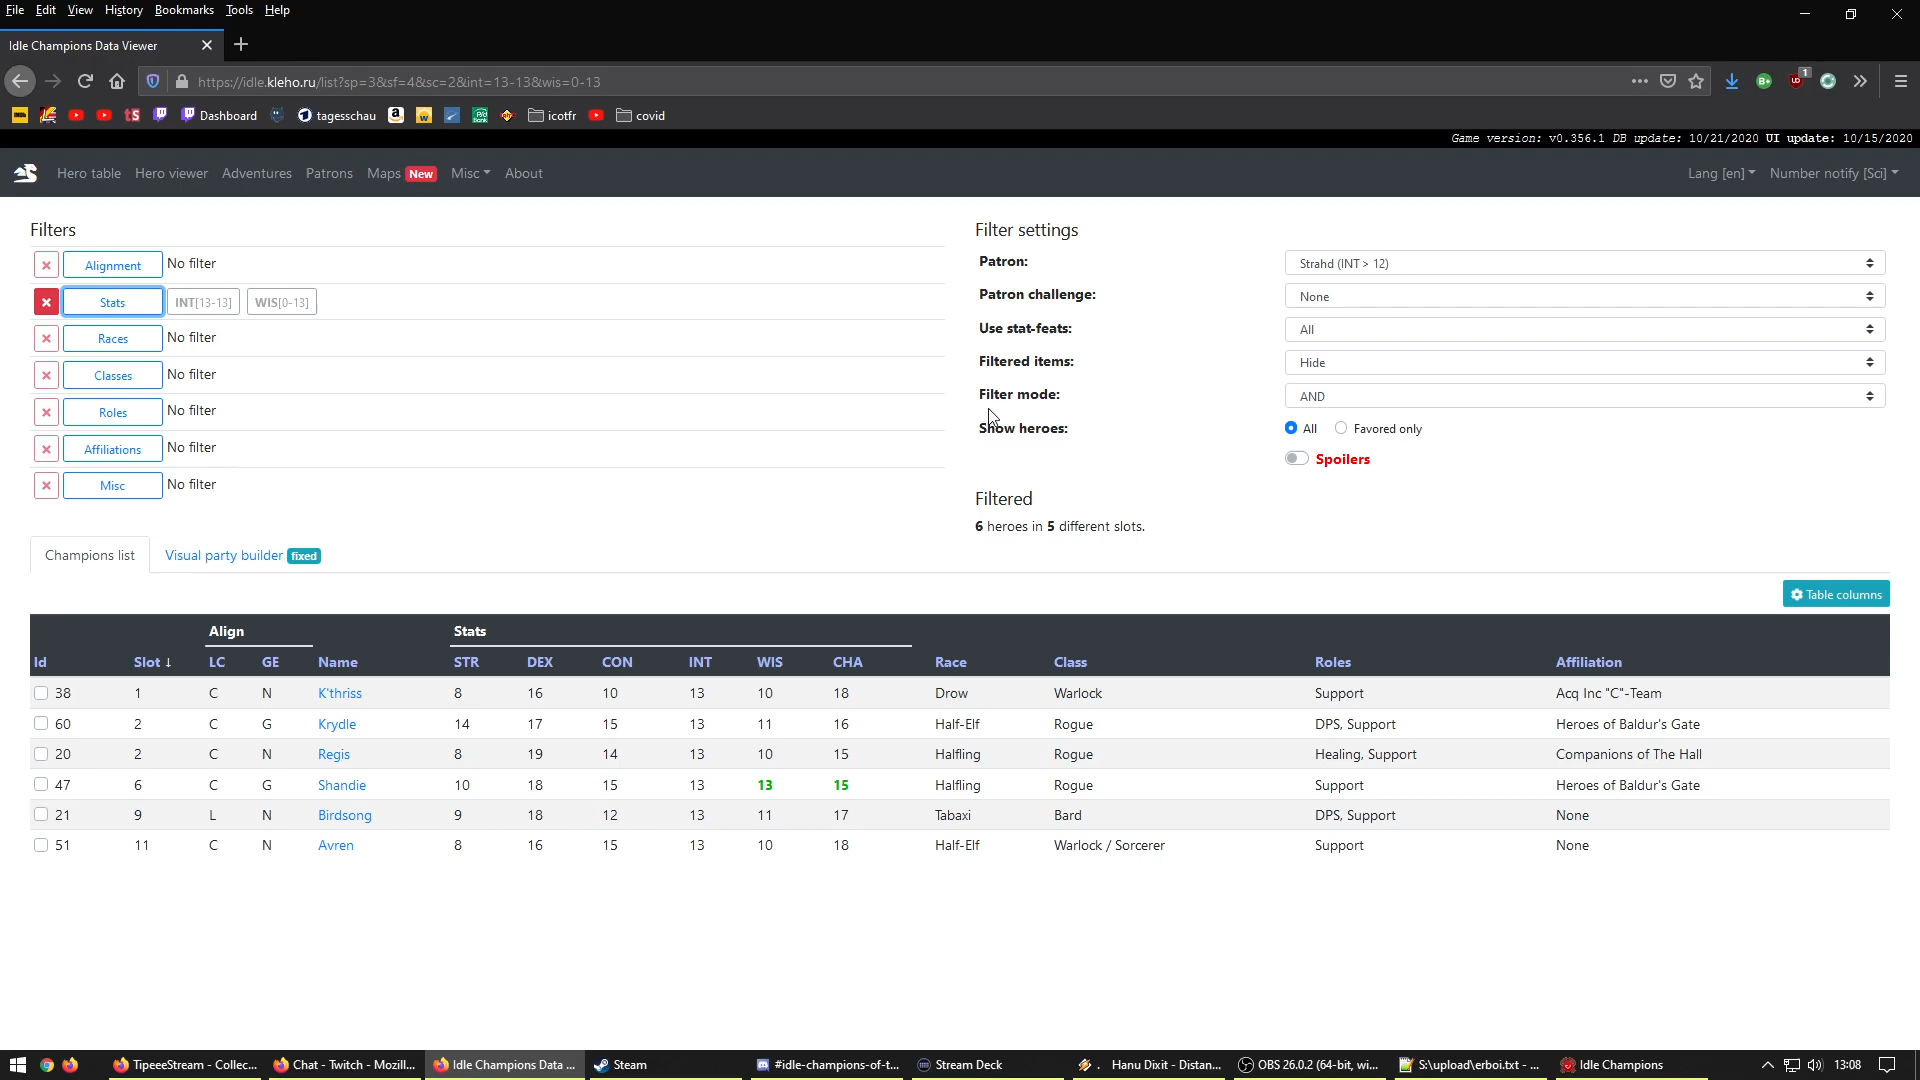 File Edit View History Bookmarks Tools Help
Idle Champions Data Viewer
https://idle.kleho.ru/list?sp=3&sf=4&sc=2&int=13-13&wis=0-13
Dashboard tagesschau icotfr covid
Game version: v0.356.1 DB update: 10/21/2020 UI update: 10/15/2020
Hero table Hero viewer Adventures Patrons Maps New Misc About Lang [en] Number notify [Sci]
Filters
Alignment No filter
Stats INT[13-13] WIS[0-13]
Races No filter
Classes No filter
Roles No filter
Affiliations No filter
Misc No filter
Filter settings
Patron: Strahd (INT > 12)
Patron challenge: None
Use stat-feats: All
Filtered items: Hide
Filter mode: AND
Show heroes: All Favored only
Spoilers
Filtered
6 heroes in 5 different slots.
Champions list Visual party builder fixed
Table columns
Align Stats
Id Slot ↓ LC GE Name STR DEX CON INT WIS CHA Race Class Roles Affiliation
38 1 C N K'thriss 8 16 10 13 10 18 Drow Warlock Support Acq Inc "C"-Team
60 2 C G Krydle 14 17 15 13 11 16 Half-Elf Rogue DPS, Support Heroes of Baldur's Gate
20 2 C N Regis 8 19 14 13 10 15 Halfling Rogue Healing, Support Companions of The Hall
47 6 C G Shandie 10 18 15 13 13 15 Halfling Rogue Support Heroes of Baldur's Gate
21 9 L N Birdsong 9 18 12 13 11 17 Tabaxi Bard DPS, Support None
51 11 C N Avren 8 16 15 13 10 18 Half-Elf Warlock / Sorcerer Support None
TipeeeStream - Collec... Chat - Twitch - Mozill... Idle Champions Data ... Steam #idle-champions-of-t... Stream Deck . Hanu Dixit - Distan... OBS 26.0.2 (64-bit, wi... S:\upload\erboi.txt - ... Idle Champions 13:08